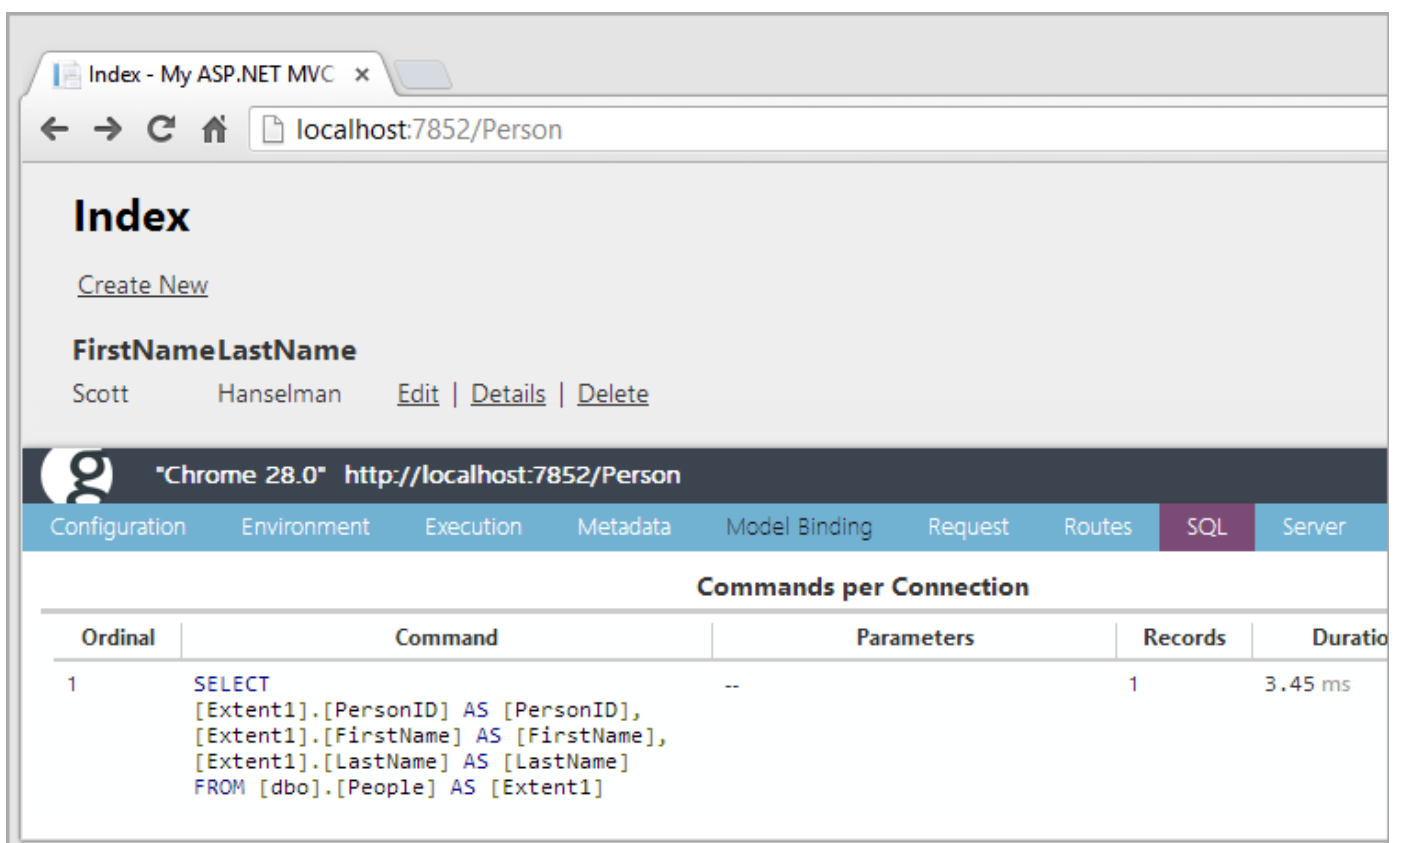 Index - My ASP.NET MVC
localhost:7852/Person
Index
Create New
FirstName LastName
Scott Hanselman Edit | Details | Delete
g "Chrome 28.0" http://localhost:7852/Person
Configuration Environment Execution Metadata Model Binding Request Routes SQL Server
Commands per Connection
Ordinal Command Parameters Records Duratio
1 SELECT -- 1 3.45 ms
[Extent1].[PersonID] AS [PersonID],
[Extent1].[FirstName] AS [FirstName],
[Extent1].[LastName] AS [LastName]
FROM [dbo].[People] AS [Extent1]